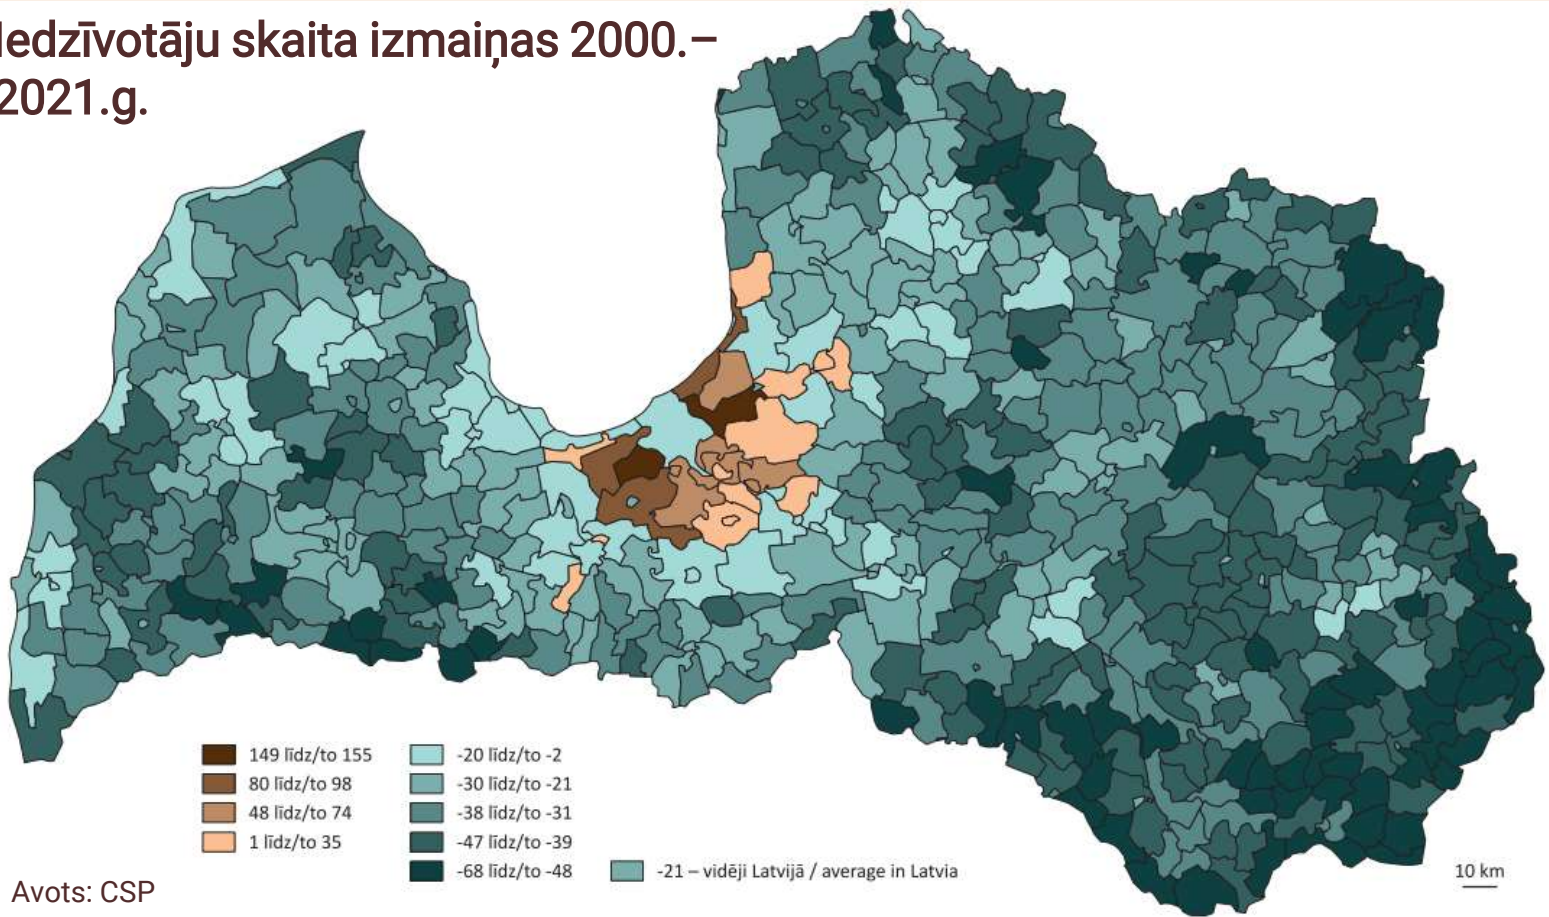 Iedzīvotāju skaita izmaiņas 2000.–
2021.g.
149 līdz/to 155
80 līdz/to 98
48 līdz/to 74
1 līdz/to 35
-20 līdz/to -2
-30 līdz/to -21
-38 līdz/to -31
-47 līdz/to -39
-68 līdz/to -48
-21 – vidēji Latvijā / average in Latvia
10 km
Avots: CSP